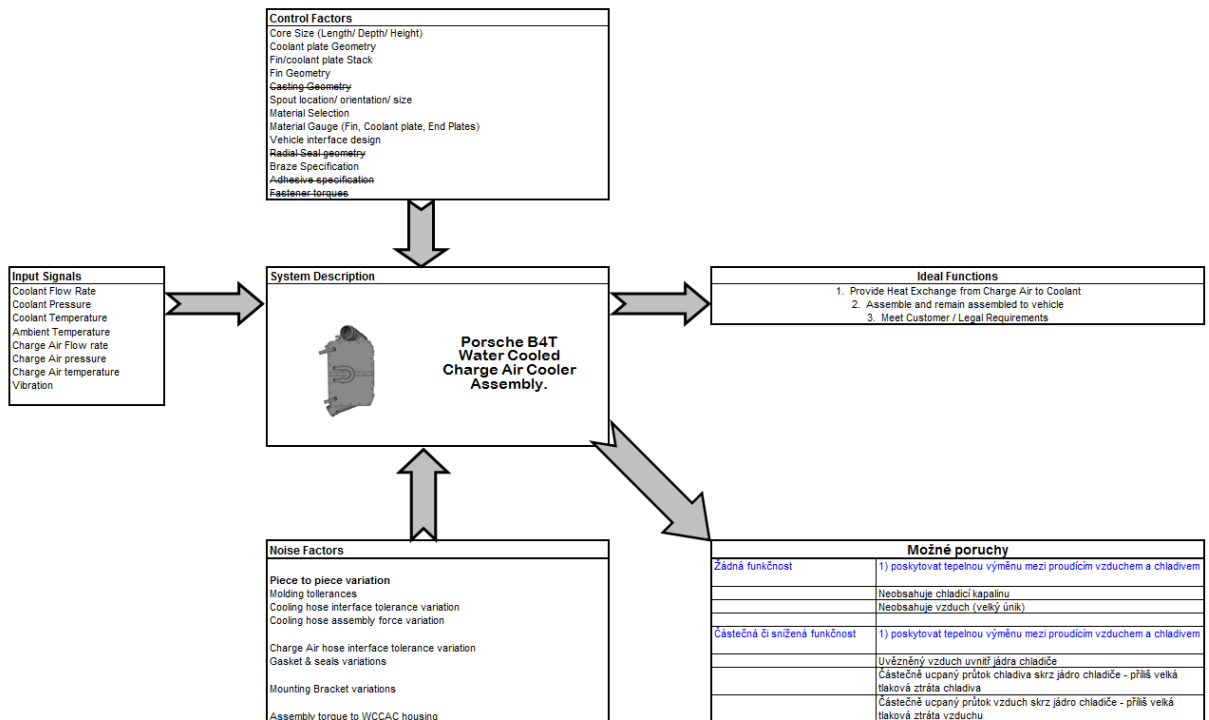 Control Factors
Core Size (Length/ Depth/ Height)
Coolant plate Geometry
Fin/coolant plate Stack
Fin Geometry
Casting Geometry
Spout location/ orientation/ size
Material Selection
Material Gauge (Fin, Coolant plate, End Plates)
Vehicle interface design
Radial Seal geometry
Braze Specification
Adhesive specification
Fastener torques
Input Signals
Coolant Flow Rate
Coolant Pressure
Coolant Temperature
Ambient Temperature
Charge Air Flow rate
Charge Air pressure
Charge Air temperature
Vibration
System Description
Porsche B4T
Water Cooled
Charge Air Cooler
Assembly.
Ideal Functions
1. Provide Heat Exchange from Charge Air to Coolant
2. Assemble and remain assembled to vehicle
3. Meet Customer / Legal Requirements
Noise Factors
Piece to piece variation
Molding tollerances
Cooling hose interface tolerance variation
Cooling hose assembly force variation
Charge Air hose interface tolerance variation
Gasket & seals variations
Mounting Bracket variations
Assembly torque to WCCAC housing
Možné poruchy
Žádná funkčnost
1) poskytovat tepelnou výměnu mezi proudícím vzduchem a chladivem
Neobsahuje chladicí kapalinu
Neobsahuje vzduch (velký únik)
Částečná či snížená funkčnost
1) poskytovat tepelnou výměnu mezi proudícím vzduchem a chladivem
Uvězněný vzduch uvnitř jádra chladiče
Částečně ucpaný průtok chladiva skrz jádro chladiče - příliš velká
tlaková ztráta chladiva
Částečně ucpaný průtok vzduch skrz jádro chladiče - příliš velká
tlaková ztráta vzduchu